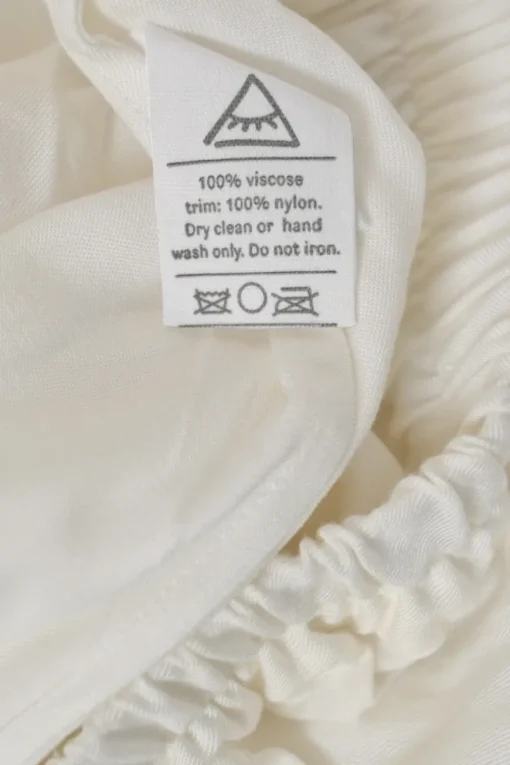 100% viscose
trim: 100% nylon.
Dry clean or hand
wash only. Do not iron.